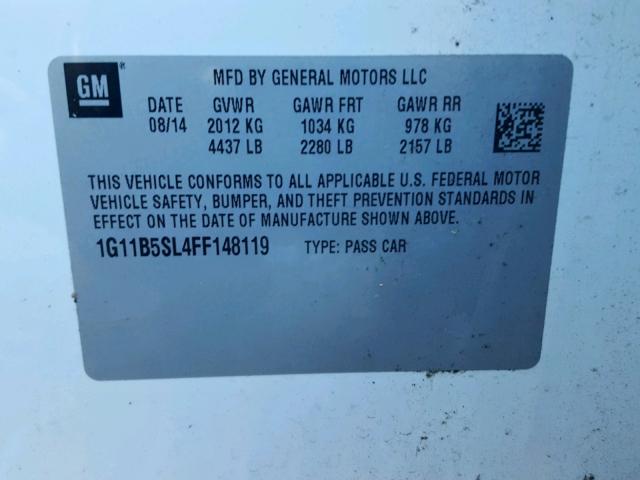 GM ® MFD BY GENERAL MOTORS LLC
DATE GVWR GAWR FRT GAWR RR
08/14 2012 KG 1034 KG 978 KG
4437 LB 2280 LB 2157 LB
THIS VEHICLE CONFORMS TO ALL APPLICABLE U.S. FEDERAL MOTOR
VEHICLE SAFETY, BUMPER, AND THEFT PREVENTION STANDARDS IN
EFFECT ON THE DATE OF MANUFACTURE SHOWN ABOVE.
1G11B5SL4FF148119 TYPE: PASS CAR